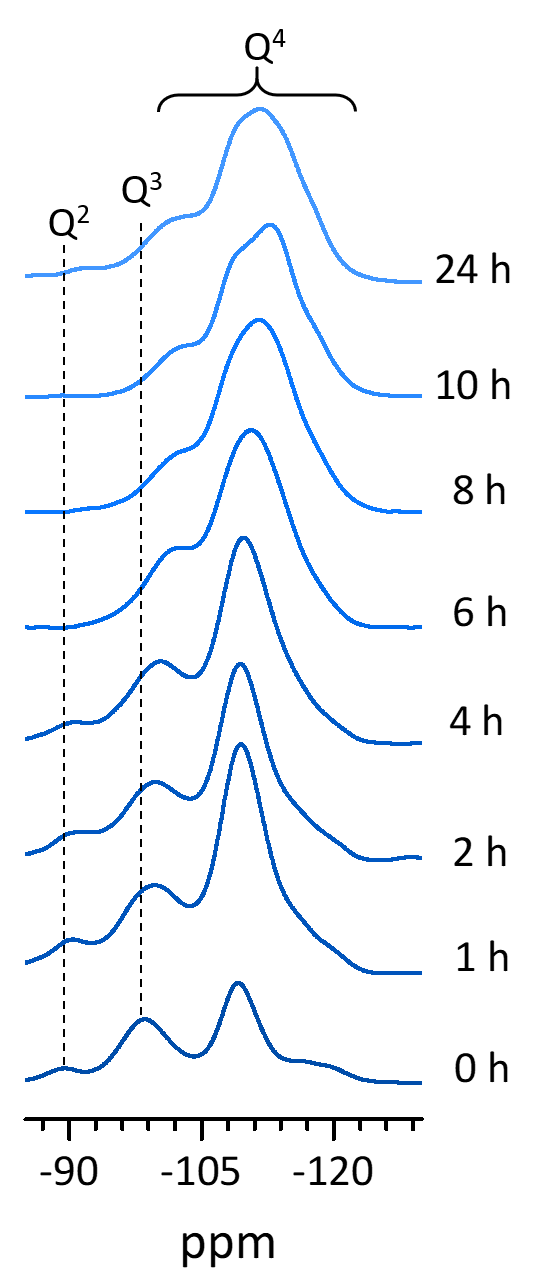 Q⁴
Q³
Q²
24 h
10 h
8 h
6 h
4 h
2 h
1 h
0 h
-90 -105 -120
ppm